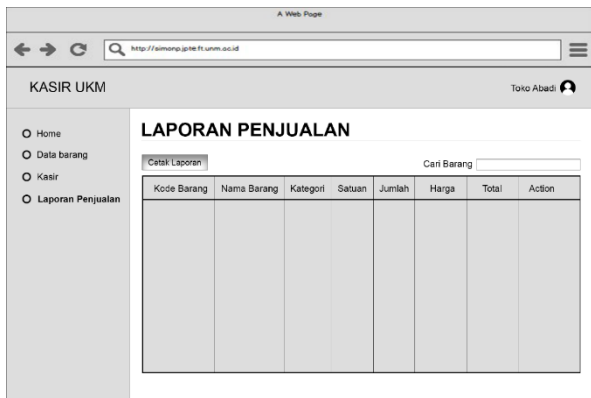 A Web Page
http://simonp.jpte.ft.unm.ac.id
KASIR UKM
Toko Abadi
Home
Data barang
Kasir
Laporan Penjualan
LAPORAN PENJUALAN
Cetak Laporan
Cari Barang
Kode Barang Nama Barang Kategori Satuan Jumlah Harga Total Action